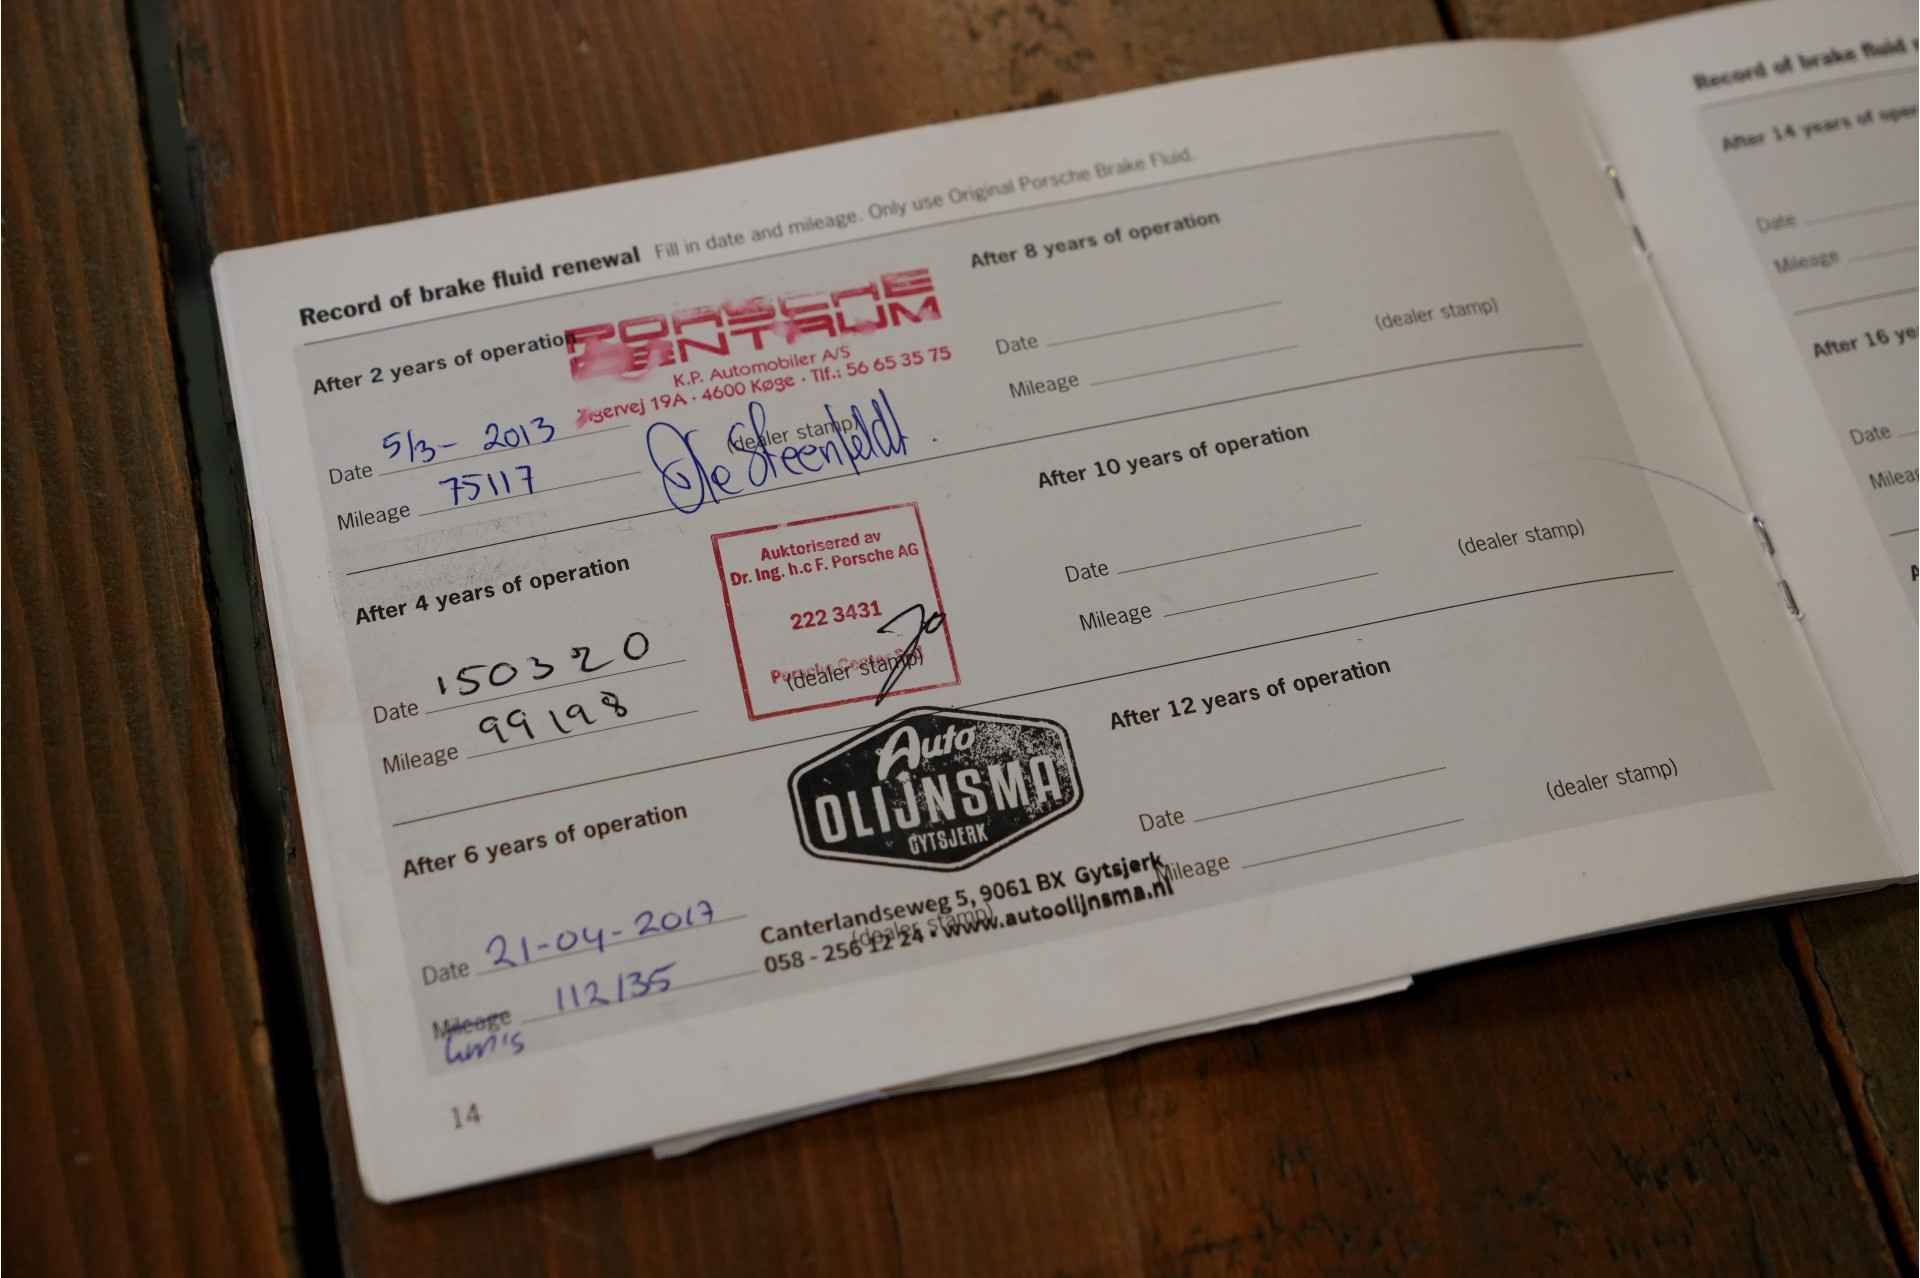 Record of brake fluid renewal Fill in date and mileage. Only use Original Porsche Brake Fluid.
After 2 years of operation
PORSCHE
ZENTRUM
K.P. Automobiler A/S
19A · 4600 Køge · Tlf.: 56 65 35 75
(dealer stamp)
Date 5/3- 2013
Mileage 75117
Ole Steenfeldt
After 4 years of operation
Auktoriserad av
Dr. Ing. h.c F. Porsche AG
222 3431
Porsche Center
(dealer stamp)
Date 150320
Mileage 99198
After 6 years of operation
Auto
OLIJNSMA
GYTSJERK
Canterlandseweg 5, 9061 BX Gytsjerk
058 - 256 12 24 • www.autoolijnsma.nl
(dealer stamp)
Date 21-04-2017
Mileage 112135
km's
14
After 8 years of operation
Date
(dealer stamp)
Mileage
After 10 years of operation
Date
(dealer stamp)
Mileage
After 12 years of operation
Date
(dealer stamp)
Mileage
Record of brake fluid
After 14 years of
Date
Mileage
After 16
Date